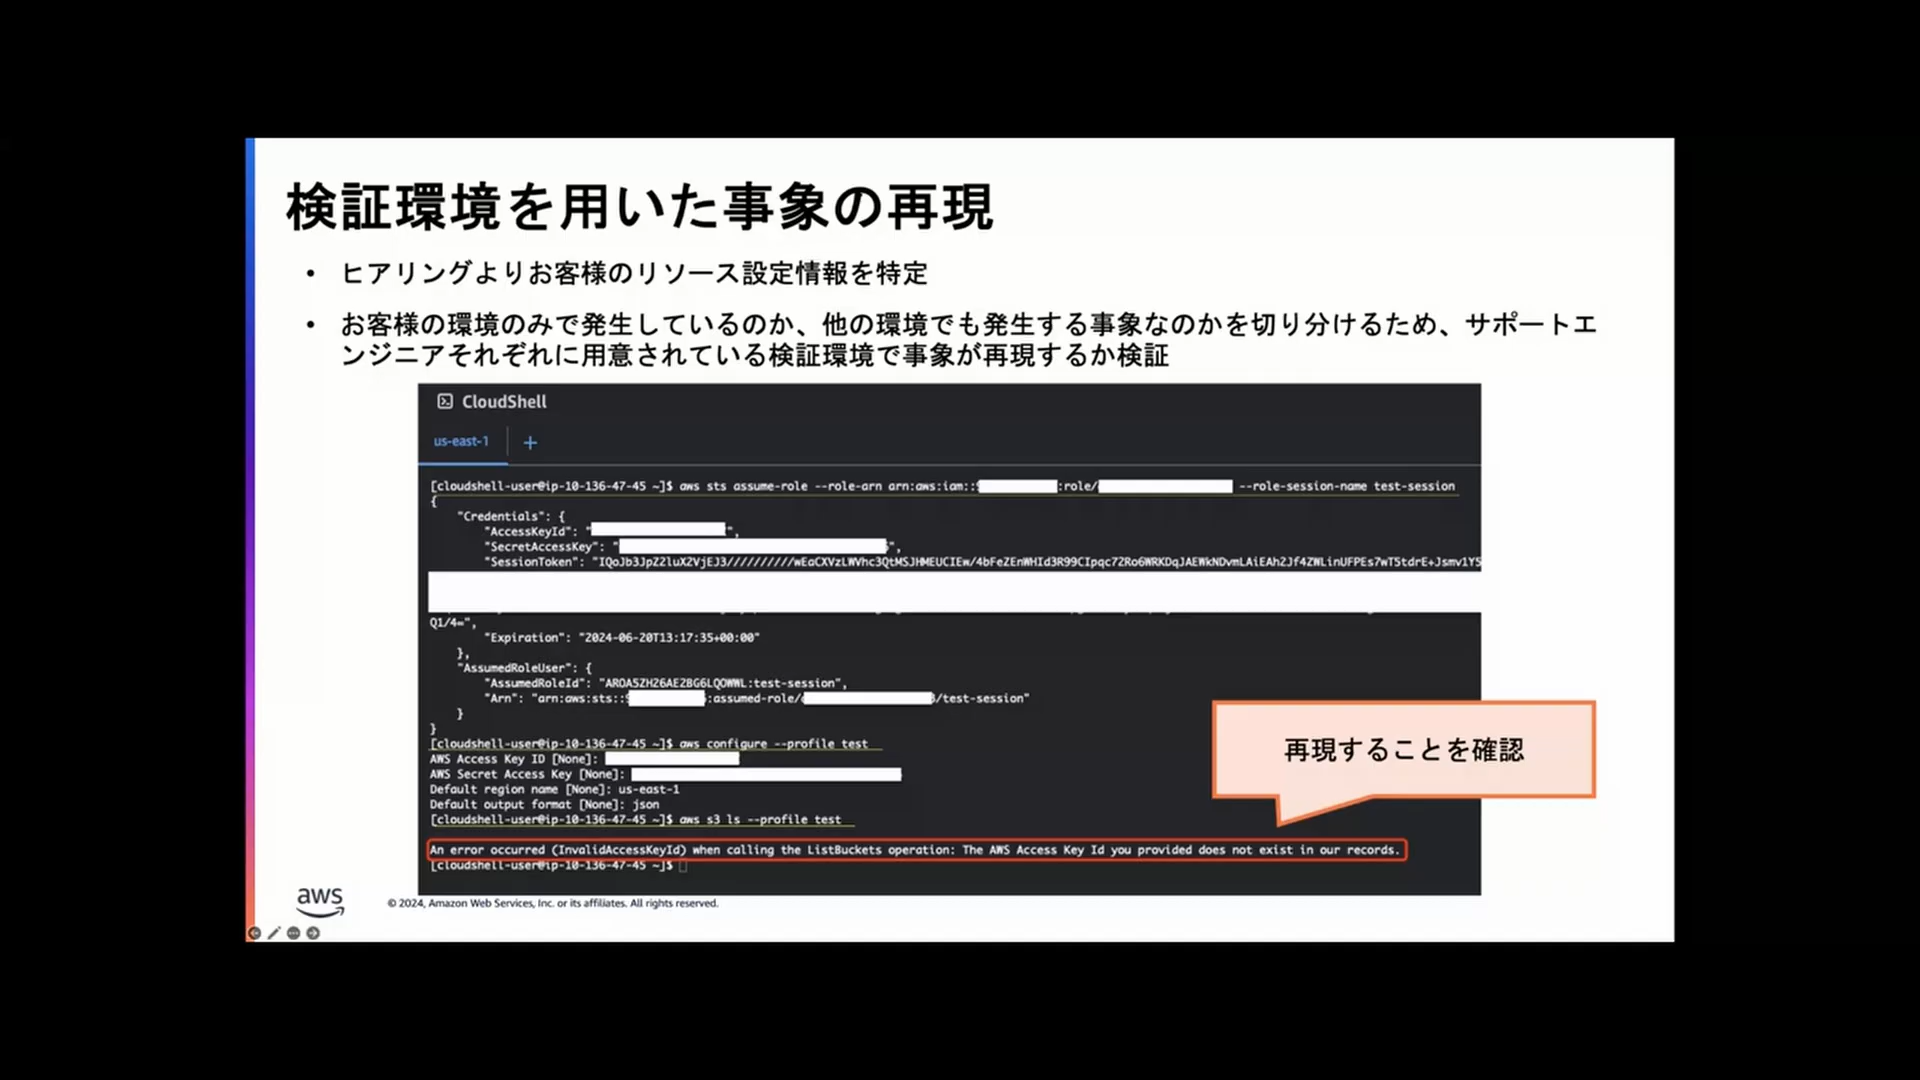 検証環境を用いた事象の再現
• ヒアリングよりお客様のリソース設定情報を特定
• お客様の環境のみで発生しているのか、他の環境でも発生する事象なのかを切り分けるため、サポートエ
ンジニアそれぞれに用意されている検証環境で事象が再現するか検証
CloudShell
us-east-1 +
[cloudshell-user@ip-10-136-47-45 ~]$ aws sts assume-role --role-arn arn:aws:iam:: :role/ --role-session-name test-session
{
"Credentials": {
"AccessKeyId": " ",
"SecretAccessKey": " ",
"SessionToken":
Q1/4=",
"Expiration": "2024-06-20T13:17:35+00:00"
},
"AssumedRoleUser": {
"AssumedRoleId": "AROA5ZH26AEZBG6LQOWWL:test-session",
"Arn": "arn:aws:sts:: :assumed-role/ /test-session"
}
}
[cloudshell-user@ip-10-136-47-45 ~]$ aws configure --profile test
AWS Access Key ID [None]:
AWS Secret Access Key [None]:
Default region name [None]: us-east-1
Default output format [None]: json
[cloudshell-user@ip-10-136-47-45 ~]$ aws s3 ls --profile test
An error occurred (InvalidAccessKeyId) when calling the ListBuckets operation: The AWS Access Key Id you provided does not exist in our records.
[cloudshell-user@ip-10-136-47-45 ~]$
再現することを確認
aws
© 2024, Amazon Web Services, Inc. or its affiliates. All rights reserved.